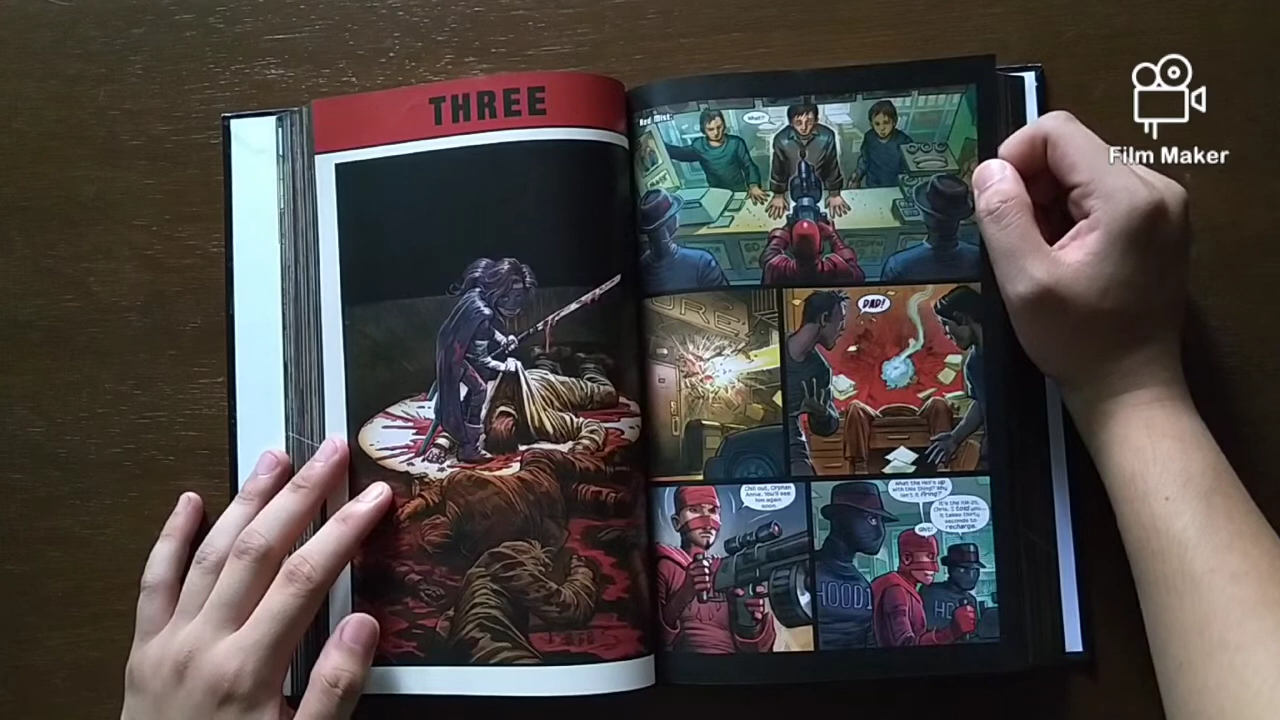 THREE
Red Mist.
What?
DAD!
Chill out, Orphan
Annie. You'll see
him again
soon.
What the Hell's up
with this thing? Why
isn't it firing?
It's the
Chris. I told you...
it takes thirty
seconds to
recharge.
Shit!
HOOD
Film Maker